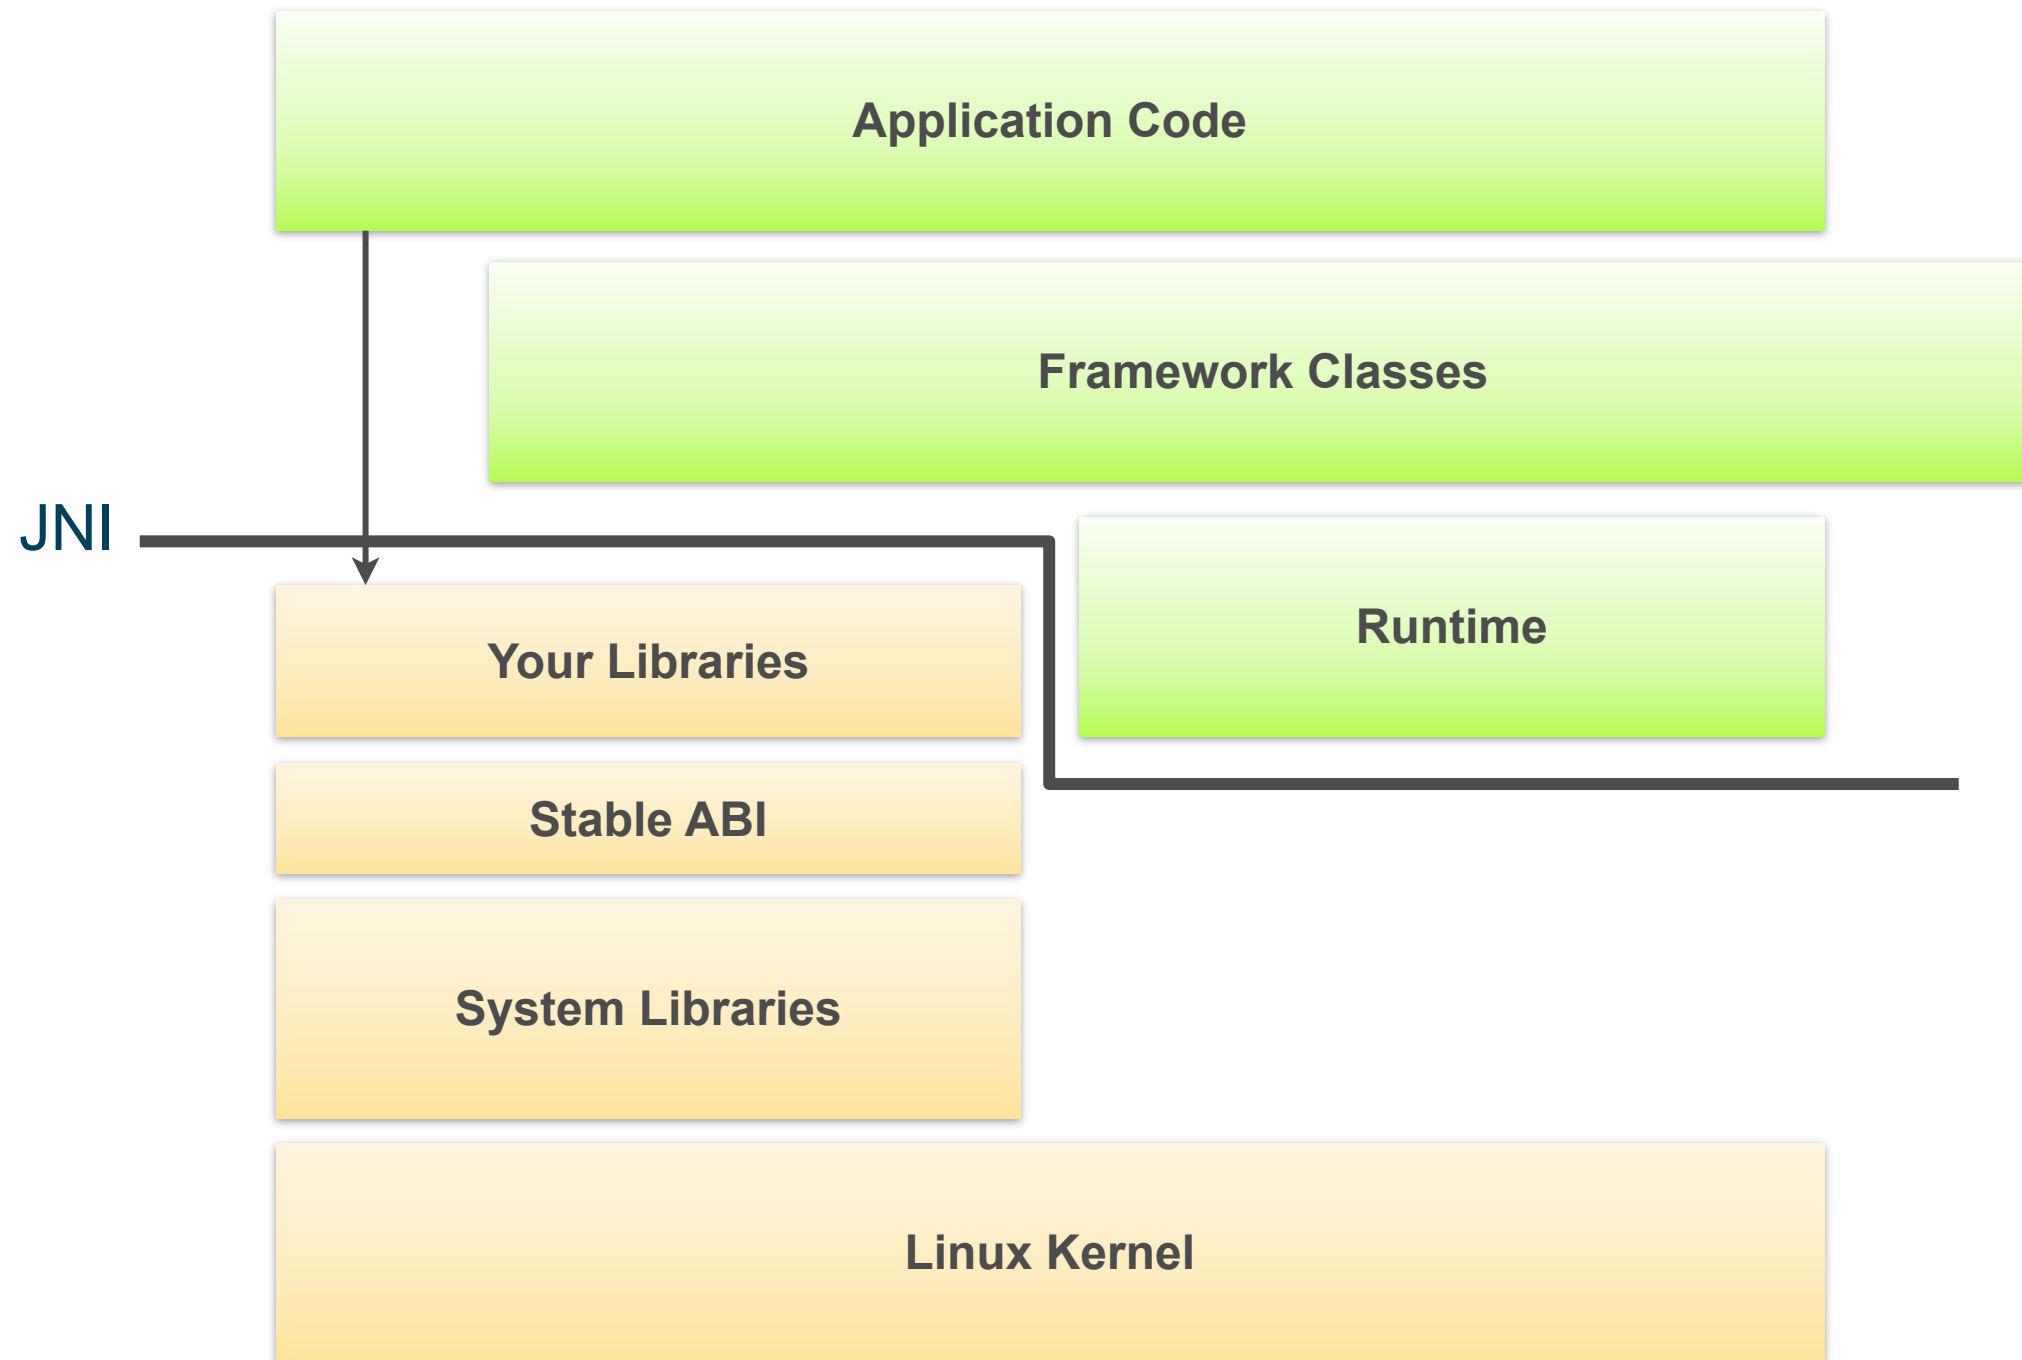 Application Code
Framework Classes
JNI
Runtime
Your Libraries
Stable ABI
System Libraries
Linux Kernel